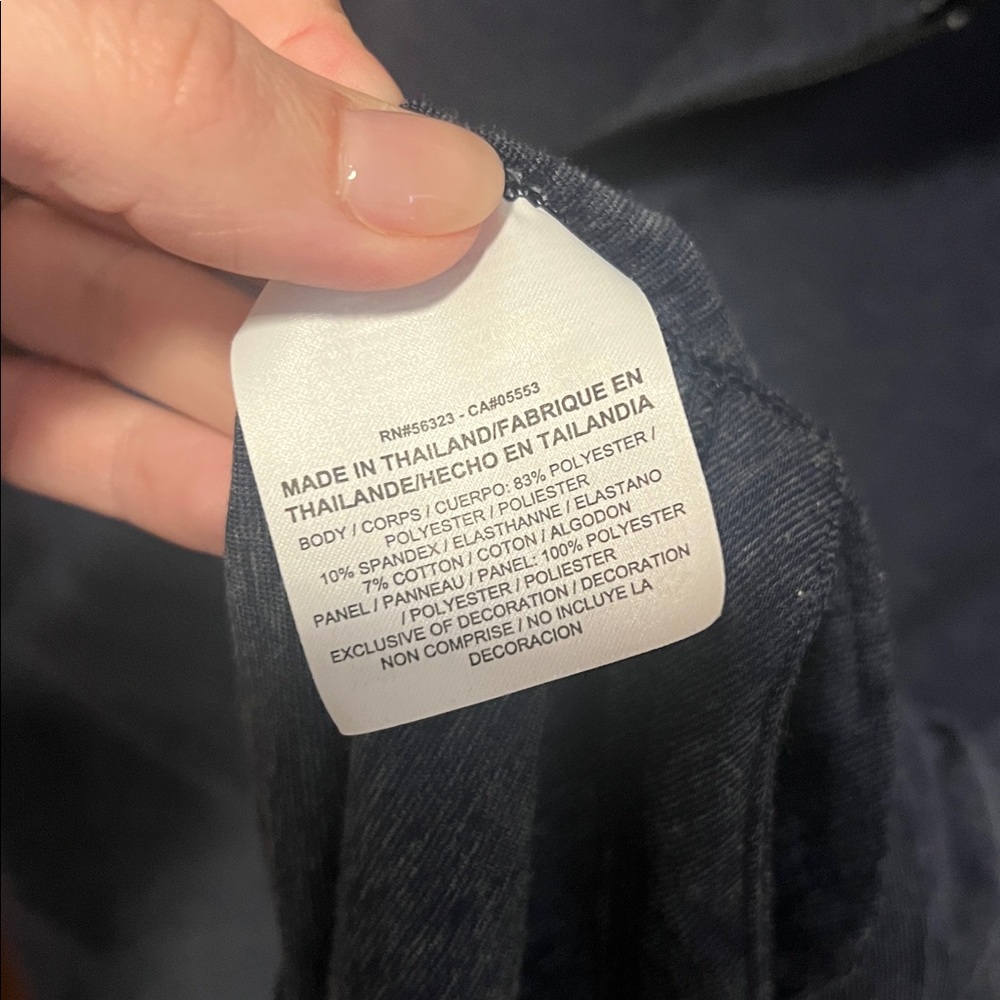 RN#56323 - CA#05553
MADE IN THAILAND/FABRIQUE EN
THAILANDE/HECHO EN TAILANDIA
BODY / CORPS / CUERPO: 83% POLYESTER /
POLYESTER / POLIESTER
10% SPANDEX / ELASTHANNE / ELASTANO
7% COTTON / COTON / ALGODON
PANEL / PANNEAU / PANEL: 100% POLYESTER
/ POLYESTER / POLIESTER
EXCLUSIVE OF DECORATION / DECORATION
NON COMPRISE / NO INCLUYE LA
DECORACION